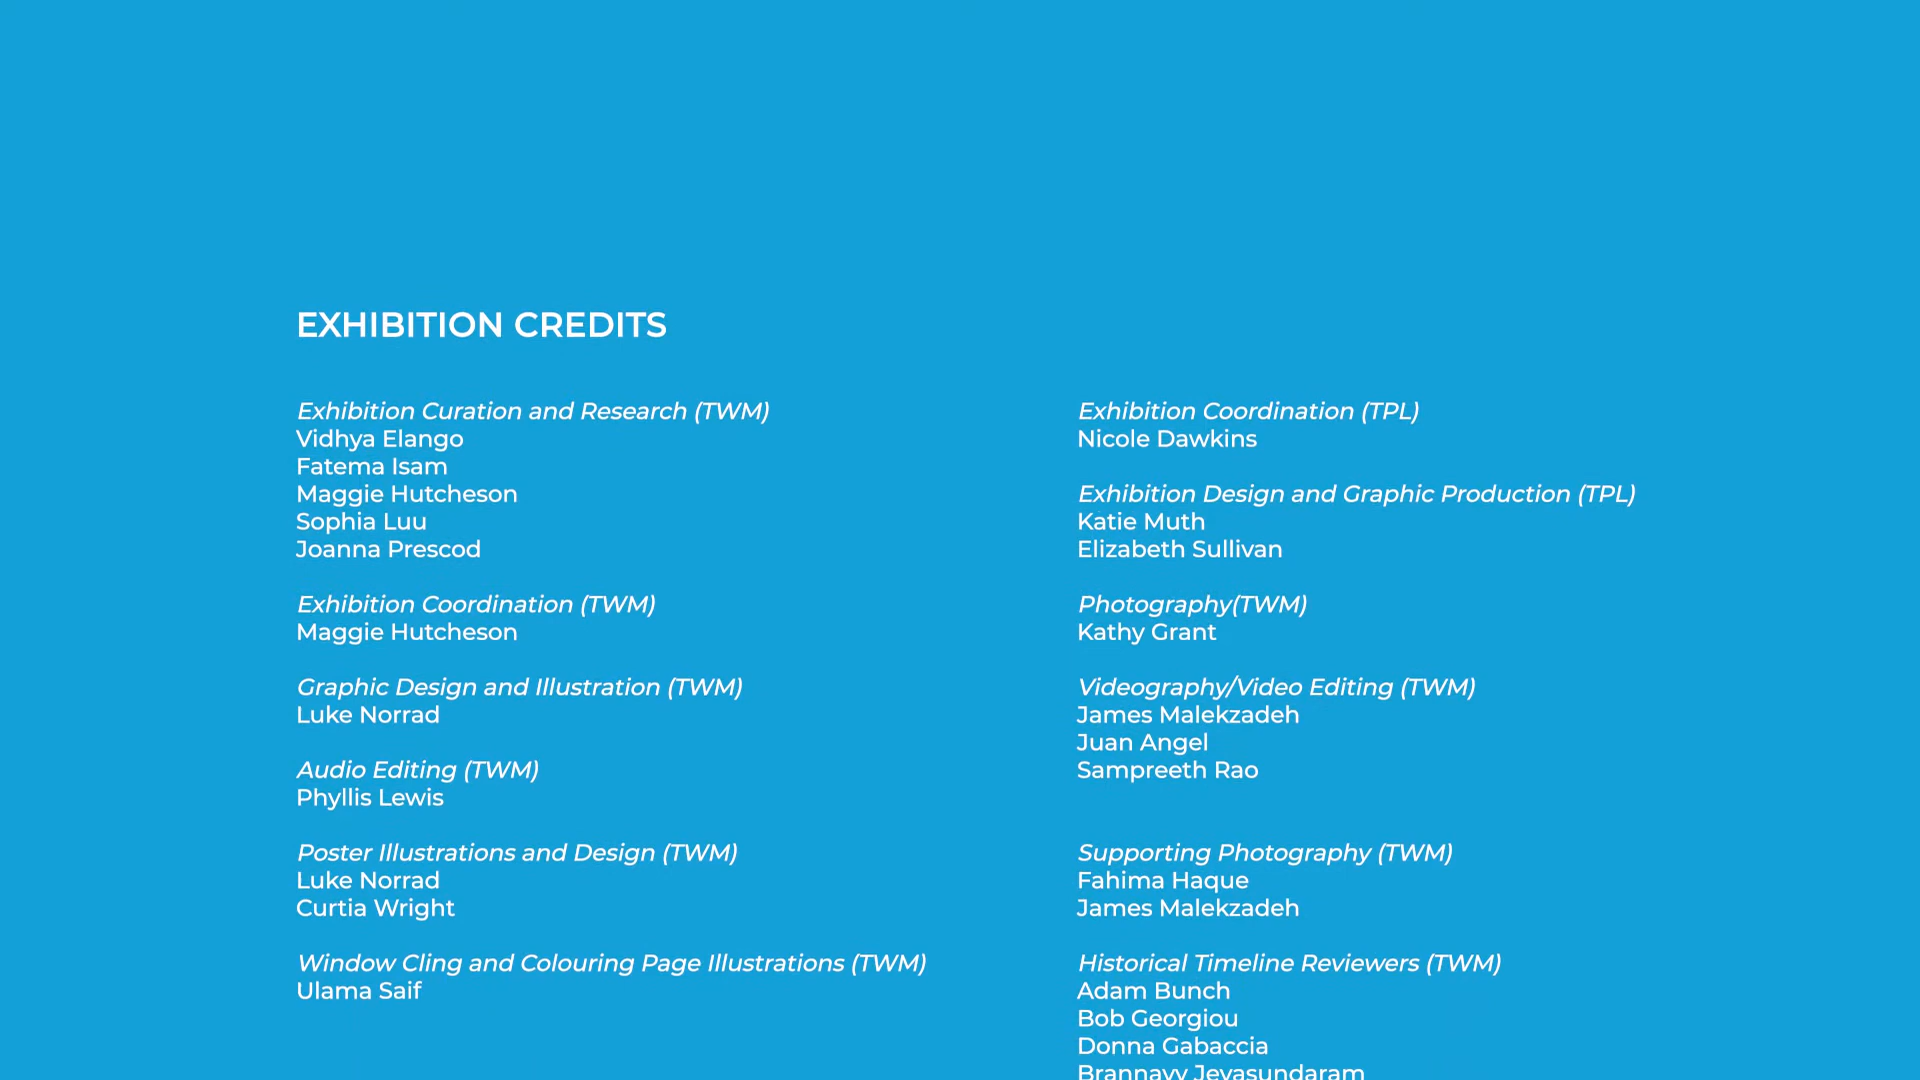 EXHIBITION CREDITS
Exhibition Curation and Research (TWM)
Vidhya Elango
Fatema Isam
Maggie Hutcheson
Sophia Luu
Joanna Prescod
Exhibition Coordination (TWM)
Maggie Hutcheson
Graphic Design and Illustration (TWM)
Luke Norrad
Audio Editing (TWM)
Phyllis Lewis
Poster Illustrations and Design (TWM)
Luke Norrad
Curtia Wright
Window Cling and Colouring Page Illustrations (TWM)
Ulama Saif
Exhibition Coordination (TPL)
Nicole Dawkins
Exhibition Design and Graphic Production (TPL)
Katie Muth
Elizabeth Sullivan
Photography(TWM)
Kathy Grant
Videography/Video Editing (TWM)
James Malekzadeh
Juan Angel
Sampreeth Rao
Supporting Photography (TWM)
Fahima Haque
James Malekzadeh
Historical Timeline Reviewers (TWM)
Adam Bunch
Bob Georgiou
Donna Gabaccia
Brannavy Jeyasundaram